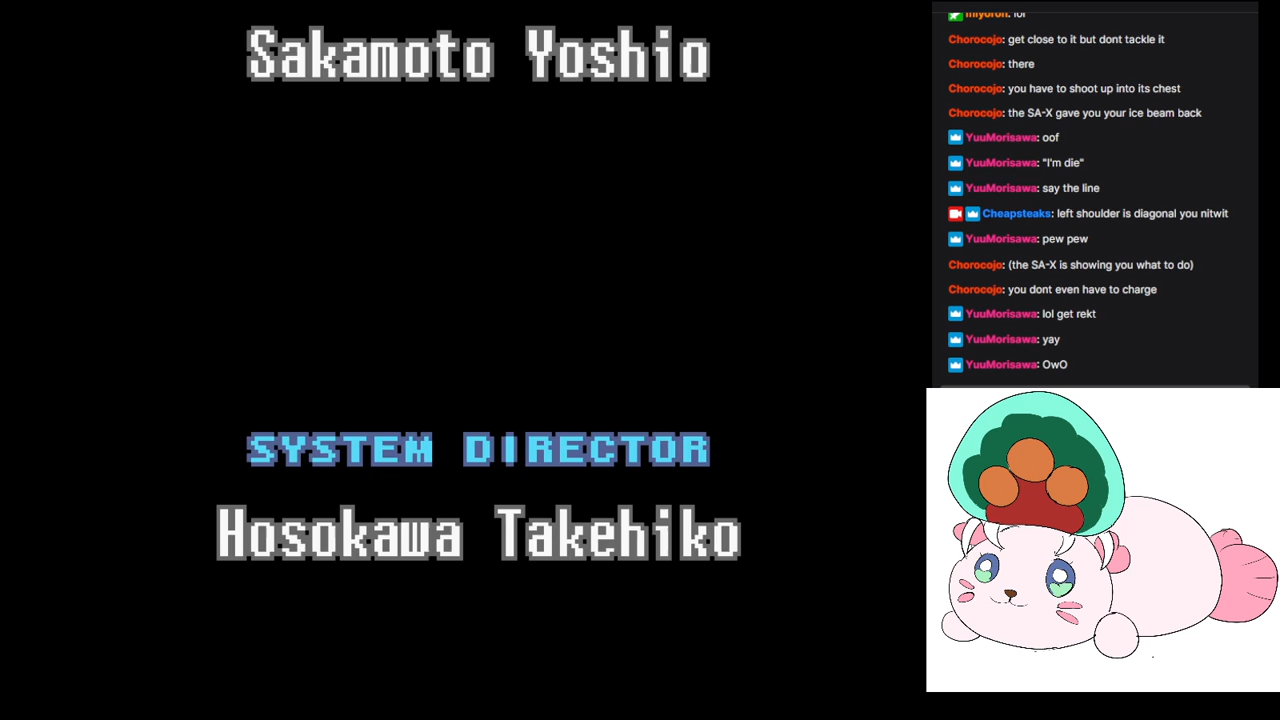 Sakamoto Yoshio
SYSTEM DIRECTOR
Hosokawa Takehiko
miyoron: lol
Chorocojo: get close to it but dont tackle it
Chorocojo: there
Chorocojo: you have to shoot up into its chest
Chorocojo: the SA-X gave you your ice beam back
YuuMorisawa: oof
YuuMorisawa: "I'm die"
YuuMorisawa: say the line
Cheapsteaks: left shoulder is diagonal you nitwit
YuuMorisawa: pew pew
Chorocojo: (the SA-X is showing you what to do)
Chorocojo: you dont even have to charge
YuuMorisawa: lol get rekt
YuuMorisawa: yay
YuuMorisawa: OwO